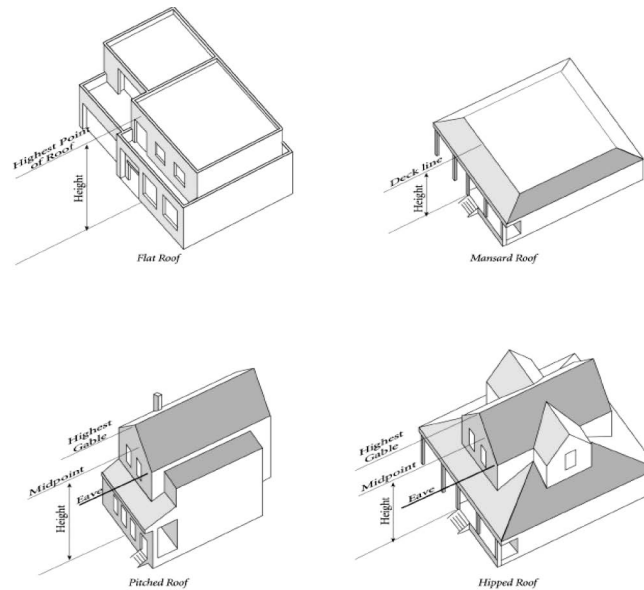 Highest Point
of Roof
Height
Flat Roof
Deck line
Height
Mansard Roof
Highest
Gable
Midpoint
Eave
Height
Pitched Roof
Highest
Gable
Midpoint
Eave
Height
Hipped Roof